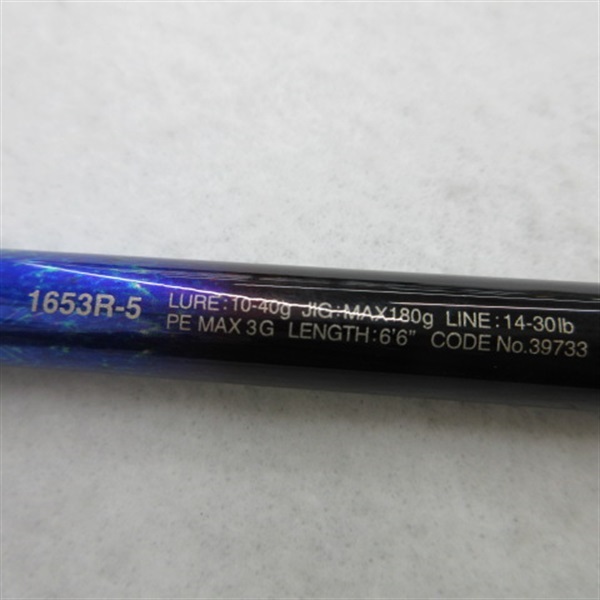 1653R-5 LURE:10-40g JIG:MAX180g LINE:14-30lb
PE MAX 3G LENGTH:6'6" CODE No.39733